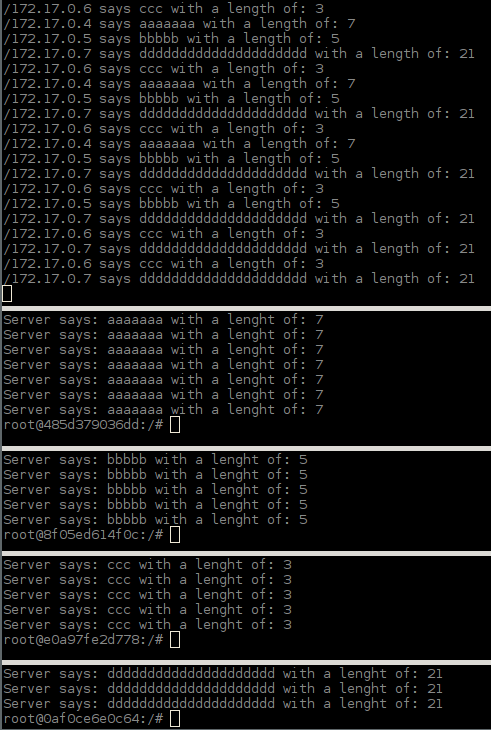 /172.17.0.6 says ccc with a length of: 3
/172.17.0.4 says aaaaaaa with a length of: 7
/172.17.0.5 says bbbbb with a length of: 5
/172.17.0.7 says ddddddddddddddddddddd with a length of: 21
/172.17.0.6 says ccc with a length of: 3
/172.17.0.4 says aaaaaaa with a length of: 7
/172.17.0.5 says bbbbb with a length of: 5
/172.17.0.7 says ddddddddddddddddddddd with a length of: 21
/172.17.0.6 says ccc with a length of: 3
/172.17.0.4 says aaaaaaa with a length of: 7
/172.17.0.5 says bbbbb with a length of: 5
/172.17.0.7 says ddddddddddddddddddddd with a length of: 21
/172.17.0.6 says ccc with a length of: 3
/172.17.0.5 says bbbbb with a length of: 5
/172.17.0.7 says ddddddddddddddddddddd with a length of: 21
/172.17.0.6 says ccc with a length of: 3
/172.17.0.7 says ddddddddddddddddddddd with a length of: 21
/172.17.0.6 says ccc with a length of: 3
/172.17.0.7 says ddddddddddddddddddddd with a length of: 21
Server says: aaaaaaa with a lenght of: 7
Server says: aaaaaaa with a lenght of: 7
Server says: aaaaaaa with a lenght of: 7
Server says: aaaaaaa with a lenght of: 7
Server says: aaaaaaa with a lenght of: 7
Server says: aaaaaaa with a lenght of: 7
Server says: aaaaaaa with a lenght of: 7
root@485d379036dd:/#
Server says: bbbbb with a lenght of: 5
Server says: bbbbb with a lenght of: 5
Server says: bbbbb with a lenght of: 5
Server says: bbbbb with a lenght of: 5
Server says: bbbbb with a lenght of: 5
root@8f05ed614f0c:/#
Server says: ccc with a lenght of: 3
Server says: ccc with a lenght of: 3
Server says: ccc with a lenght of: 3
Server says: ccc with a lenght of: 3
Server says: ccc with a lenght of: 3
root@e0a97fe2d778:/#
Server says: ddddddddddddddddddddd with a lenght of: 21
Server says: ddddddddddddddddddddd with a lenght of: 21
Server says: ddddddddddddddddddddd with a lenght of: 21
root@0af0ce6e0c64:/#